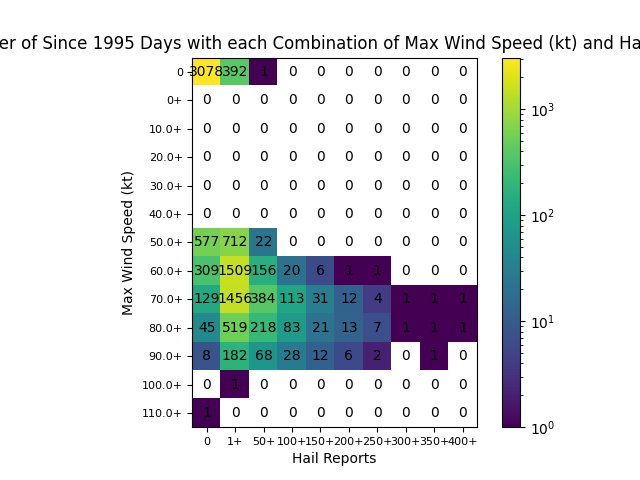 er of Since 1995 Days with each Combination of Max Wind Speed (kt) and Ha
0 3078 392 1 0 0 0 0 0 0 0
0+ 0 0 0 0 0 0 0 0 0 0
10.0+ 0 0 0 0 0 0 0 0 0 0
20.0+ 0 0 0 0 0 0 0 0 0 0
30.0+ 0 0 0 0 0 0 0 0 0 0
40.0+ 0 0 0 0 0 0 0 0 0 0
50.0+ 577 712 22 0 0 0 0 0 0 0
60.0+ 309 1509 156 20 6 1 1 0 0 0
70.0+ 129 1456 384 113 31 12 4 1 1 1
80.0+ 45 519 218 83 21 13 7 1 1 1
90.0+ 8 182 68 28 12 6 2 0 1 0
100.0+ 0 1 0 0 0 0 0 0 0 0
110.0+ 1 0 0 0 0 0 0 0 0 0
0 1+ 50+ 100+ 150+ 200+ 250+ 300+ 350+ 400+
Hail Reports
Max Wind Speed (kt)
10³
10²
10¹
10⁰